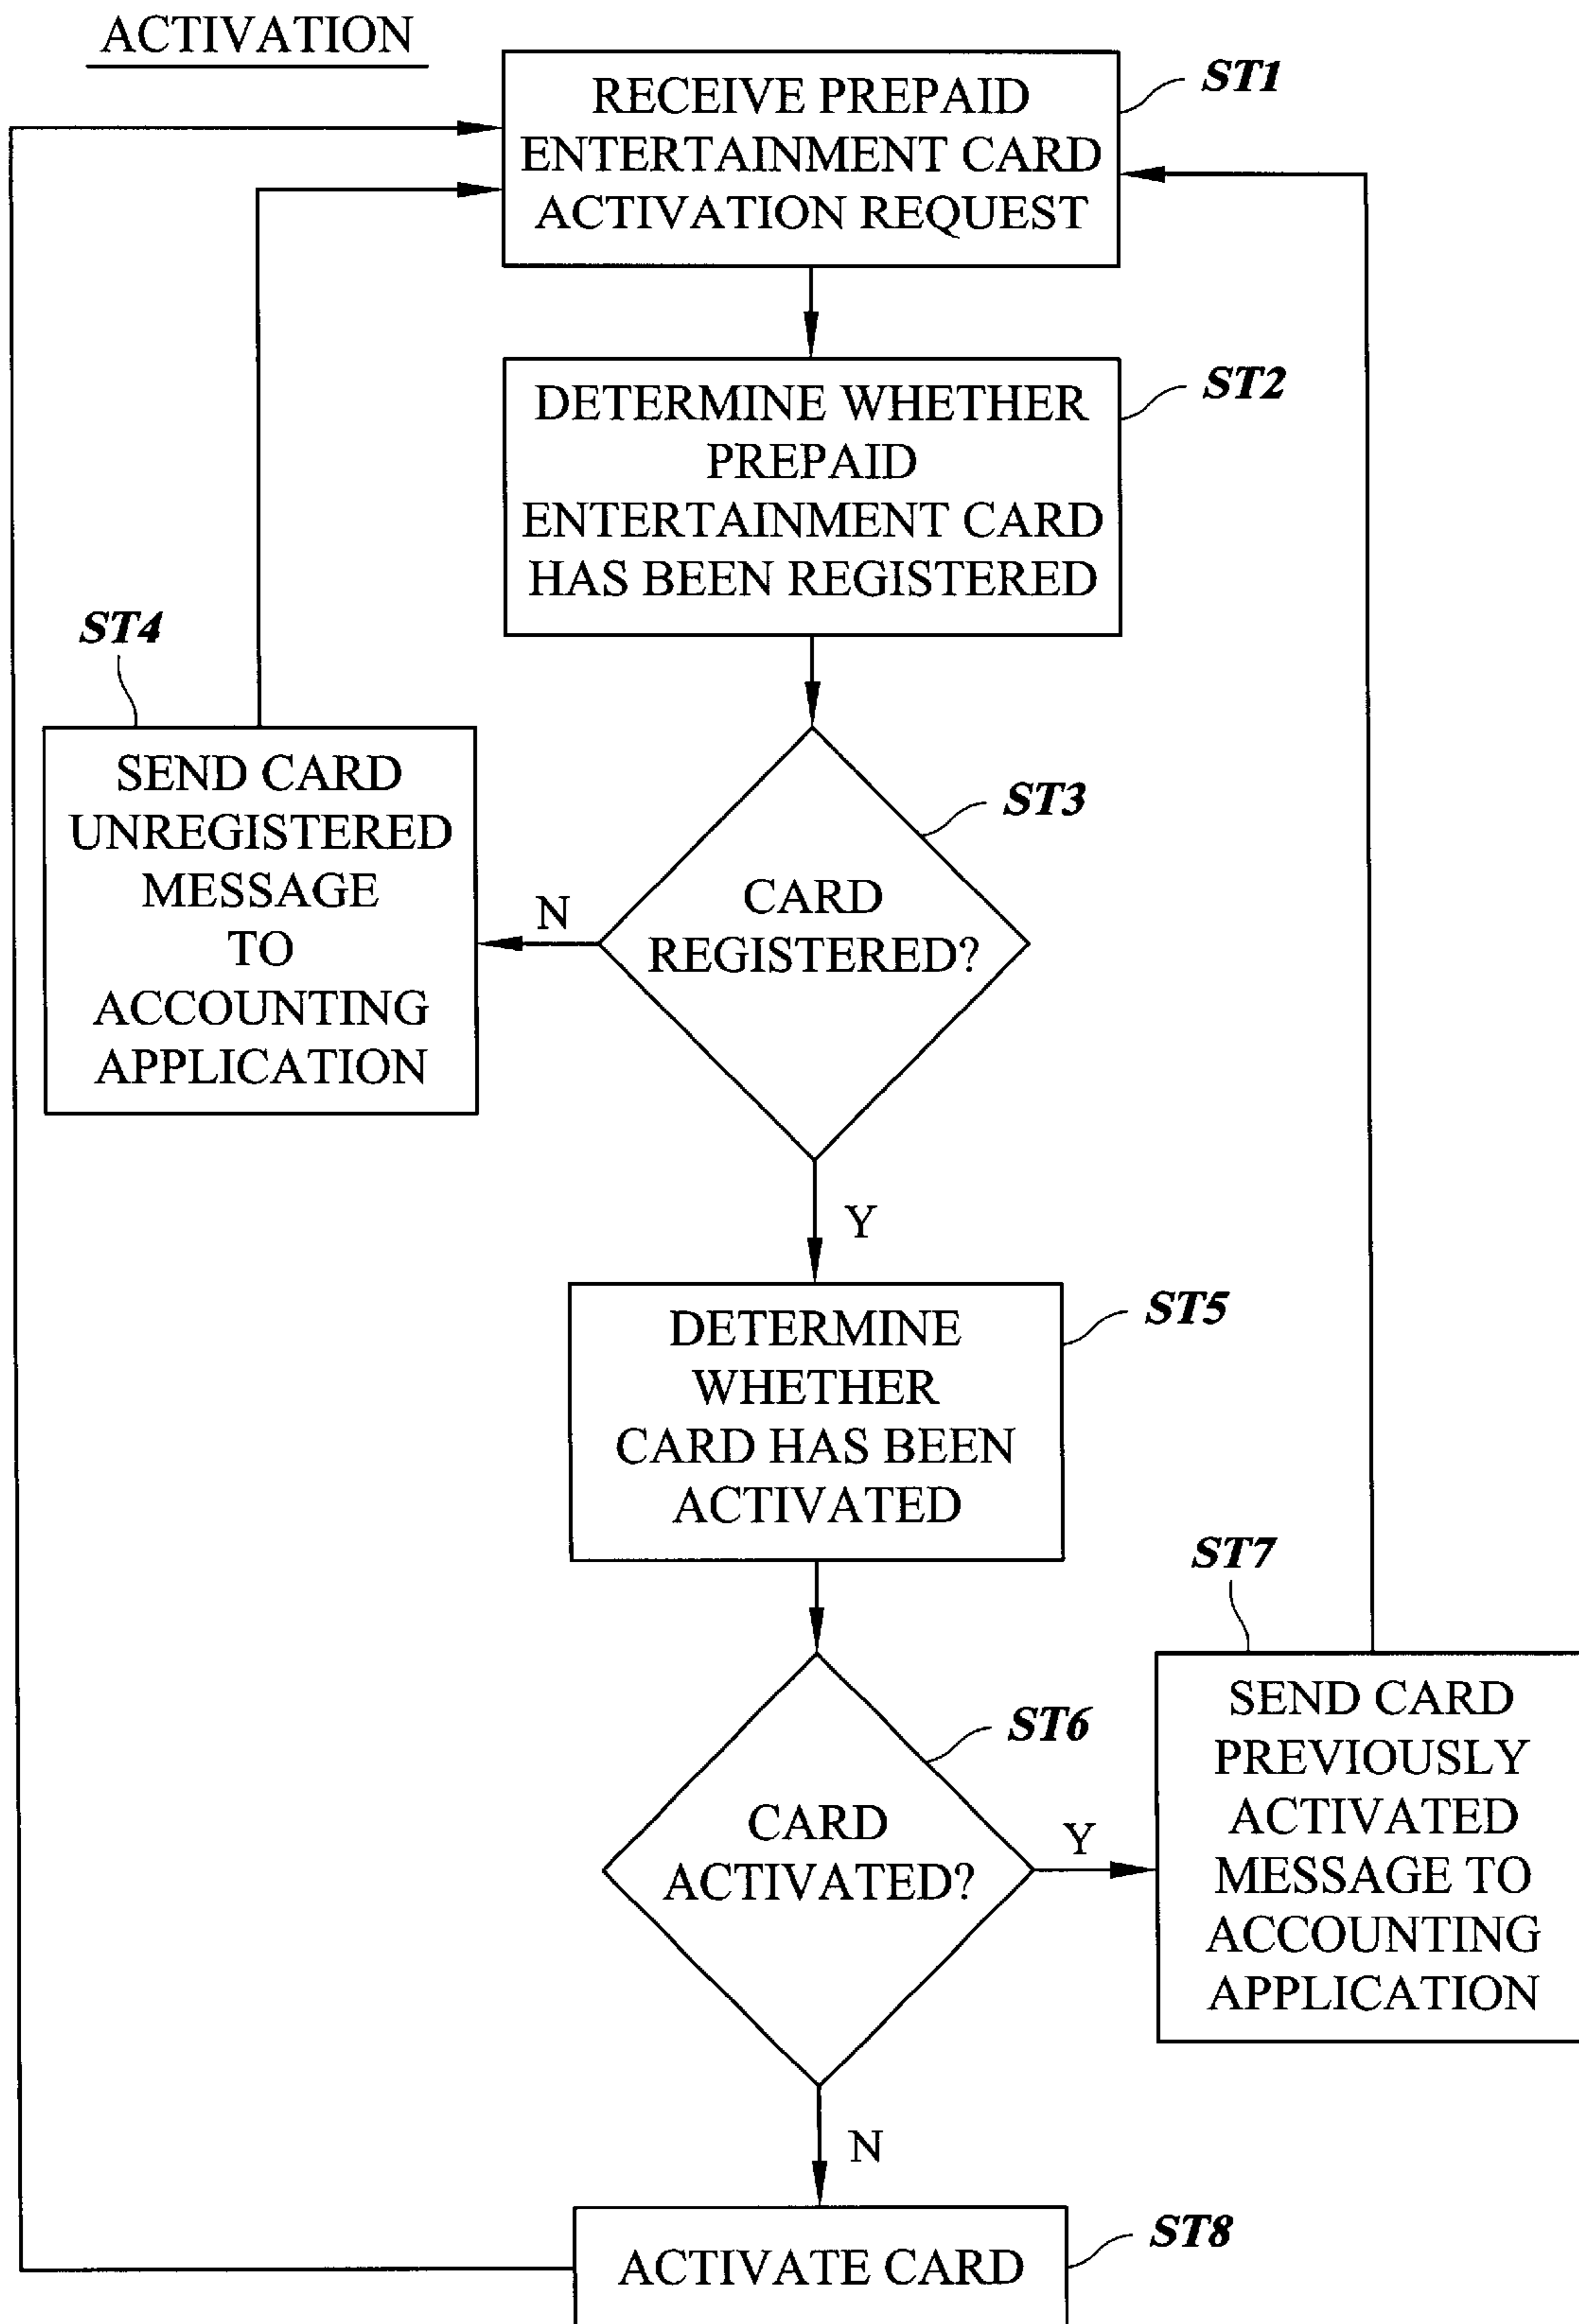 ACTIVATION
RECEIVE PREPAID
ENTERTAINMENT CARD
ACTIVATION REQUEST
ST1
DETERMINE WHETHER
PREPAID
ENTERTAINMENT CARD
HAS BEEN REGISTERED
ST2
ST4
SEND CARD
UNREGISTERED
MESSAGE
TO
ACCOUNTING
APPLICATION
N
CARD
REGISTERED?
ST3
Y
DETERMINE
WHETHER
CARD HAS BEEN
ACTIVATED
ST5
CARD
ACTIVATED?
ST6
Y
ST7
SEND CARD
PREVIOUSLY
ACTIVATED
MESSAGE TO
ACCOUNTING
APPLICATION
N
ACTIVATE CARD
ST8